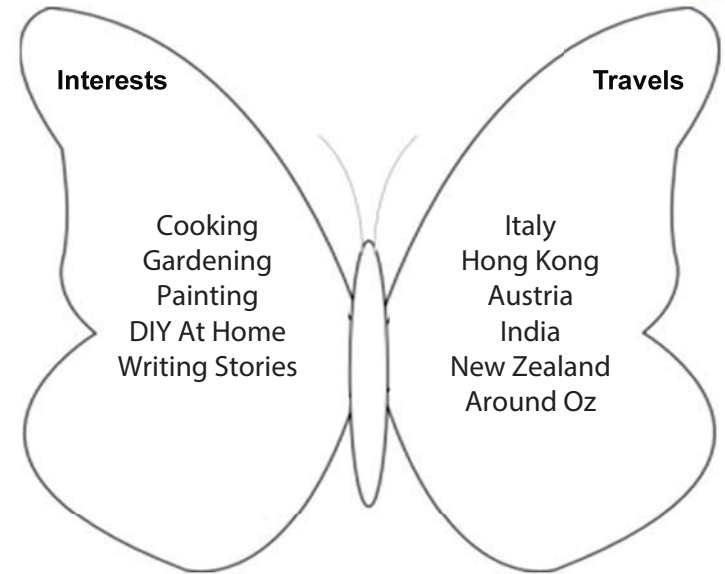 Interests
Cooking
Gardening
Painting
DIY At Home
Writing Stories
Travels
Italy
Hong Kong
Austria
India
New Zealand
Around Oz